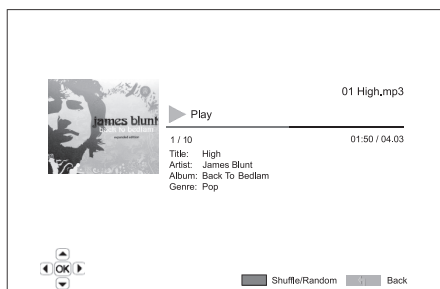 01 High.mp3
james blunt
back to bedlam
Play
1 / 10
01:50 / 04.03
Title: High
Artist: James Blunt
Album: Back To Bedlam
Genre: Pop
OK
Shuffle/Random
Back